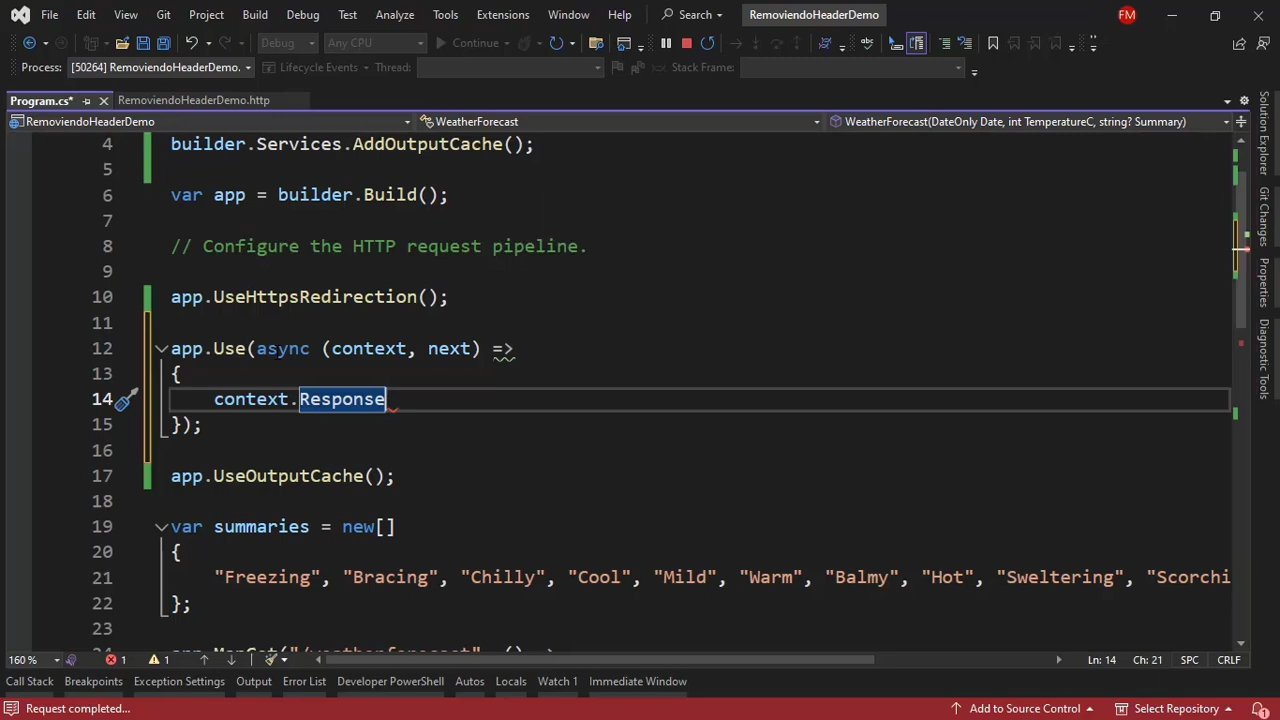 File Edit View Git Project Build Debug Test Analyze Tools Extensions Window Help Search RemoviendoHeaderDemo FM
Debug Any CPU Continue
Process: [50264] RemoviendoHeaderDemo. Lifecycle Events Thread: Stack Frame:
Program.cs* RemoviendoHeaderDemo.http
RemoviendoHeaderDemo WeatherForecast WeatherForecast(DateOnly Date, int TemperatureC, string? Summary)
4 builder.Services.AddOutputCache();
5
6 var app = builder.Build();
7
8 // Configure the HTTP request pipeline.
9
10 app.UseHttpsRedirection();
11
12 app.Use(async (context, next) =>
13 {
14 context.Response
15 });
16
17 app.UseOutputCache();
18
19 var summaries = new[]
20 {
21 "Freezing", "Bracing", "Chilly", "Cool", "Mild", "Warm", "Balmy", "Hot", "Sweltering", "Scorchi
22 };
23
24 app.MapGet("/weatherforecast", () =>
160 % 1 1 Ln: 14 Ch: 21 SPC CRLF
Call Stack Breakpoints Exception Settings Output Error List Developer PowerShell Autos Locals Watch 1 Immediate Window
Request completed... Add to Source Control Select Repository 1
Solution Explorer
Git Changes
Properties
Diagnostic Tools